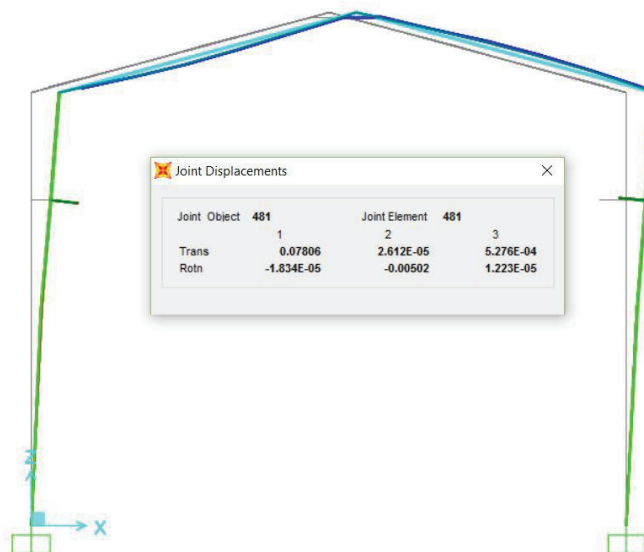 Joint Displacements
Joint Object 481 Joint Element 481
1 2 3
Trans 0.07806 2.612E-05 5.276E-04
Rotn -1.834E-05 -0.00502 1.223E-05
Z
X